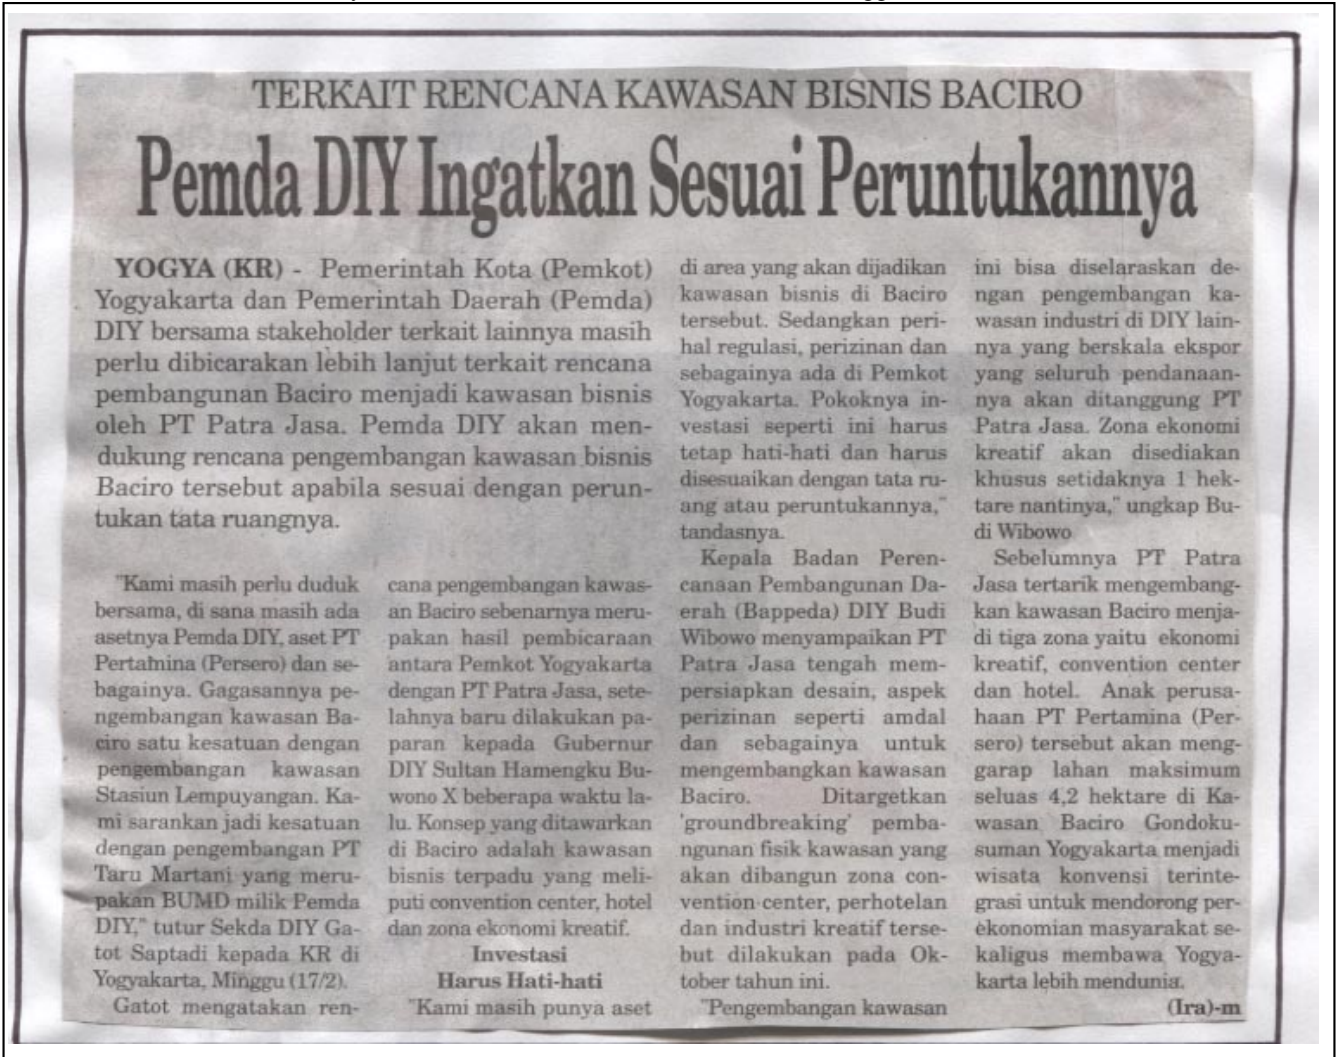 TERKAIT RENCANA KAWASAN BISNIS BACIRO
Pemda DIY Ingatkan Sesuai Peruntukannya
YOGYA (KR) - Pemerintah Kota (Pemkot)
Yogyakarta dan Pemerintah Daerah (Pemda)
DIY bersama stakeholder terkait lainnya masih
perlu dibicarakan lebih lanjut terkait rencana
pembangunan Baciro menjadi kawasan bisnis
oleh PT Patra Jasa. Pemda DIY akan men-
dukung rencana pengembangan kawasan bisnis
Baciro tersebut apabila sesuai dengan perun-
tukan tata ruangnya.
"Kami masih perlu duduk
bersama, di sana masih ada
asetnya Pemda DIY, aset PT
Pertamina (Persero) dan se-
bagainya. Gagasannya pe-
ngembangan kawasan Ba-
ciro satu kesatuan dengan
pengembangan kawasan
Stasiun Lempuyangan. Ka-
mi sarankan jadi kesatuan
dengan pengembangan PT
Taru Martani yang meru-
pakan BUMD milik Pemda
DIY," tutur Sekda DIY Ga-
tot Saptadi kepada KR di
Yogyakarta, Minggu (17/2).
Gatot mengatakan ren-
cana pengembangan kawas-
an Baciro sebenarnya meru-
pakan hasil pembicaraan
antara Pemkot Yogyakarta
dengan PT Patra Jasa, sete-
lahnya baru dilakukan pa-
paran kepada Gubernur
DIY Sultan Hamengku Bu-
wono X beberapa waktu la-
lu. Konsep yang ditawarkan
di Baciro adalah kawasan
bisnis terpadu yang meli-
puti convention center, hotel
dan zona ekonomi kreatif.
Investasi
Harus Hati-hati
"Kami masih punya aset
di area yang akan dijadikan
kawasan bisnis di Baciro
tersebut. Sedangkan peri-
hal regulasi, perizinan dan
sebagainya ada di Pemkot
Yogyakarta. Pokoknya in-
vestasi seperti ini harus
tetap hati-hati dan harus
disesuaikan dengan tata ru-
ang atau peruntukannya,"
tandasnya.
Kepala Badan Peren-
canaan Pembangunan Da-
erah (Bappeda) DIY Budi
Wibowo menyampaikan PT
Patra Jasa tengah mem-
persiapkan desain, aspek
perizinan seperti amdal
dan sebagainya untuk
mengembangkan kawasan
Baciro. Ditargetkan
'groundbreaking' pemba-
ngunan fisik kawasan yang
akan dibangun zona con-
vention center, perhotelan
dan industri kreatif terse-
but dilakukan pada Ok-
tober tahun ini.
"Pengembangan kawasan
ini bisa diselaraskan de-
ngan pengembangan ka-
wasan industri di DIY lain-
nya yang berskala ekspor
yang seluruh pendanaan-
nya akan ditanggung PT
Patra Jasa. Zona ekonomi
kreatif akan disediakan
khusus setidaknya 1 hek-
tare nantinya," ungkap Bu-
di Wibowo
Sebelumnya PT Patra
Jasa tertarik mengembang-
kan kawasan Baciro menja-
di tiga zona yaitu ekonomi
kreatif, convention center
dan hotel. Anak perusa-
haan PT Pertamina (Per-
sero) tersebut akan meng-
garap lahan maksimum
seluas 4,2 hektare di Ka-
wasan Baciro Gondoku-
suman Yogyakarta menjadi
wisata konvensi terinte-
grasi untuk mendorong per-
ekonomian masyarakat se-
kaligus membawa Yogya-
karta lebih mendunia.
(Ira)-m